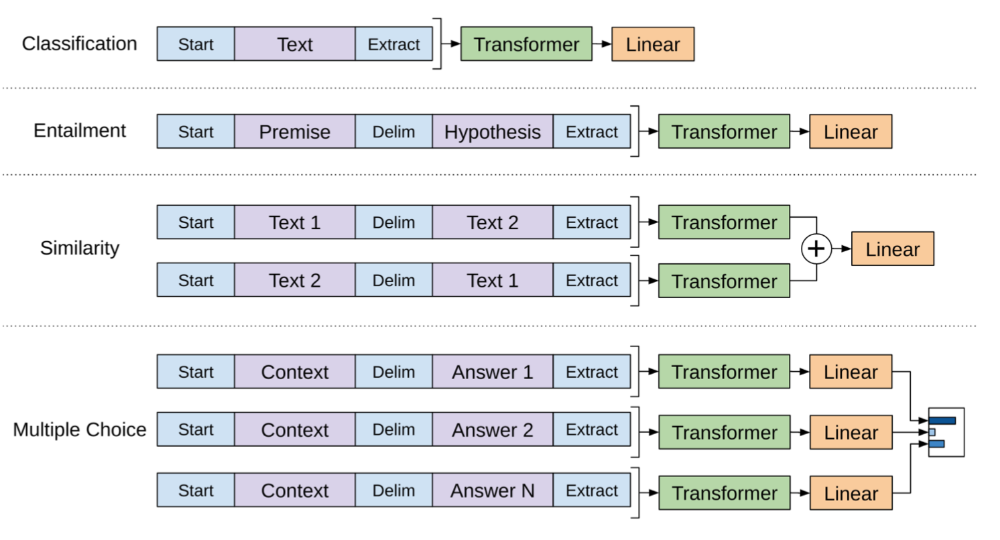 Classification Start Text Extract Transformer Linear
Entailment Start Premise Delim Hypothesis Extract Transformer Linear
Similarity
Start Text 1 Delim Text 2 Extract Transformer
+ Linear
Start Text 2 Delim Text 1 Extract Transformer
Multiple Choice
Start Context Delim Answer 1 Extract Transformer Linear
Start Context Delim Answer 2 Extract Transformer Linear
Start Context Delim Answer N Extract Transformer Linear